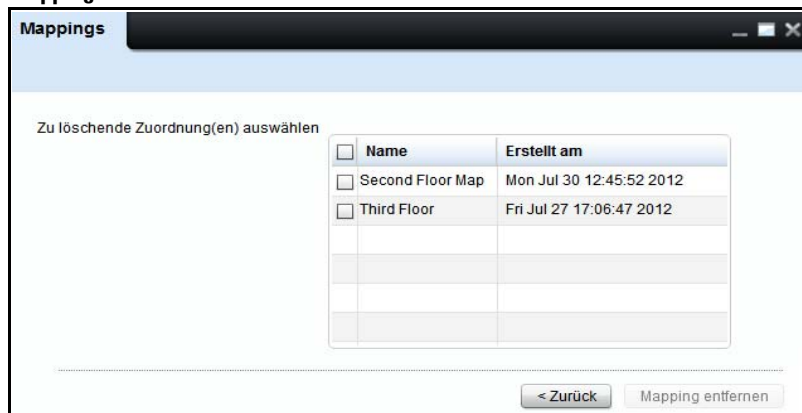 Mappings
Zu löschende Zuordnung(en) auswählen
Name Erstellt am
Second Floor Map Mon Jul 30 12:45:52 2012
Third Floor Fri Jul 27 17:06:47 2012
< Zurück Mapping entfernen